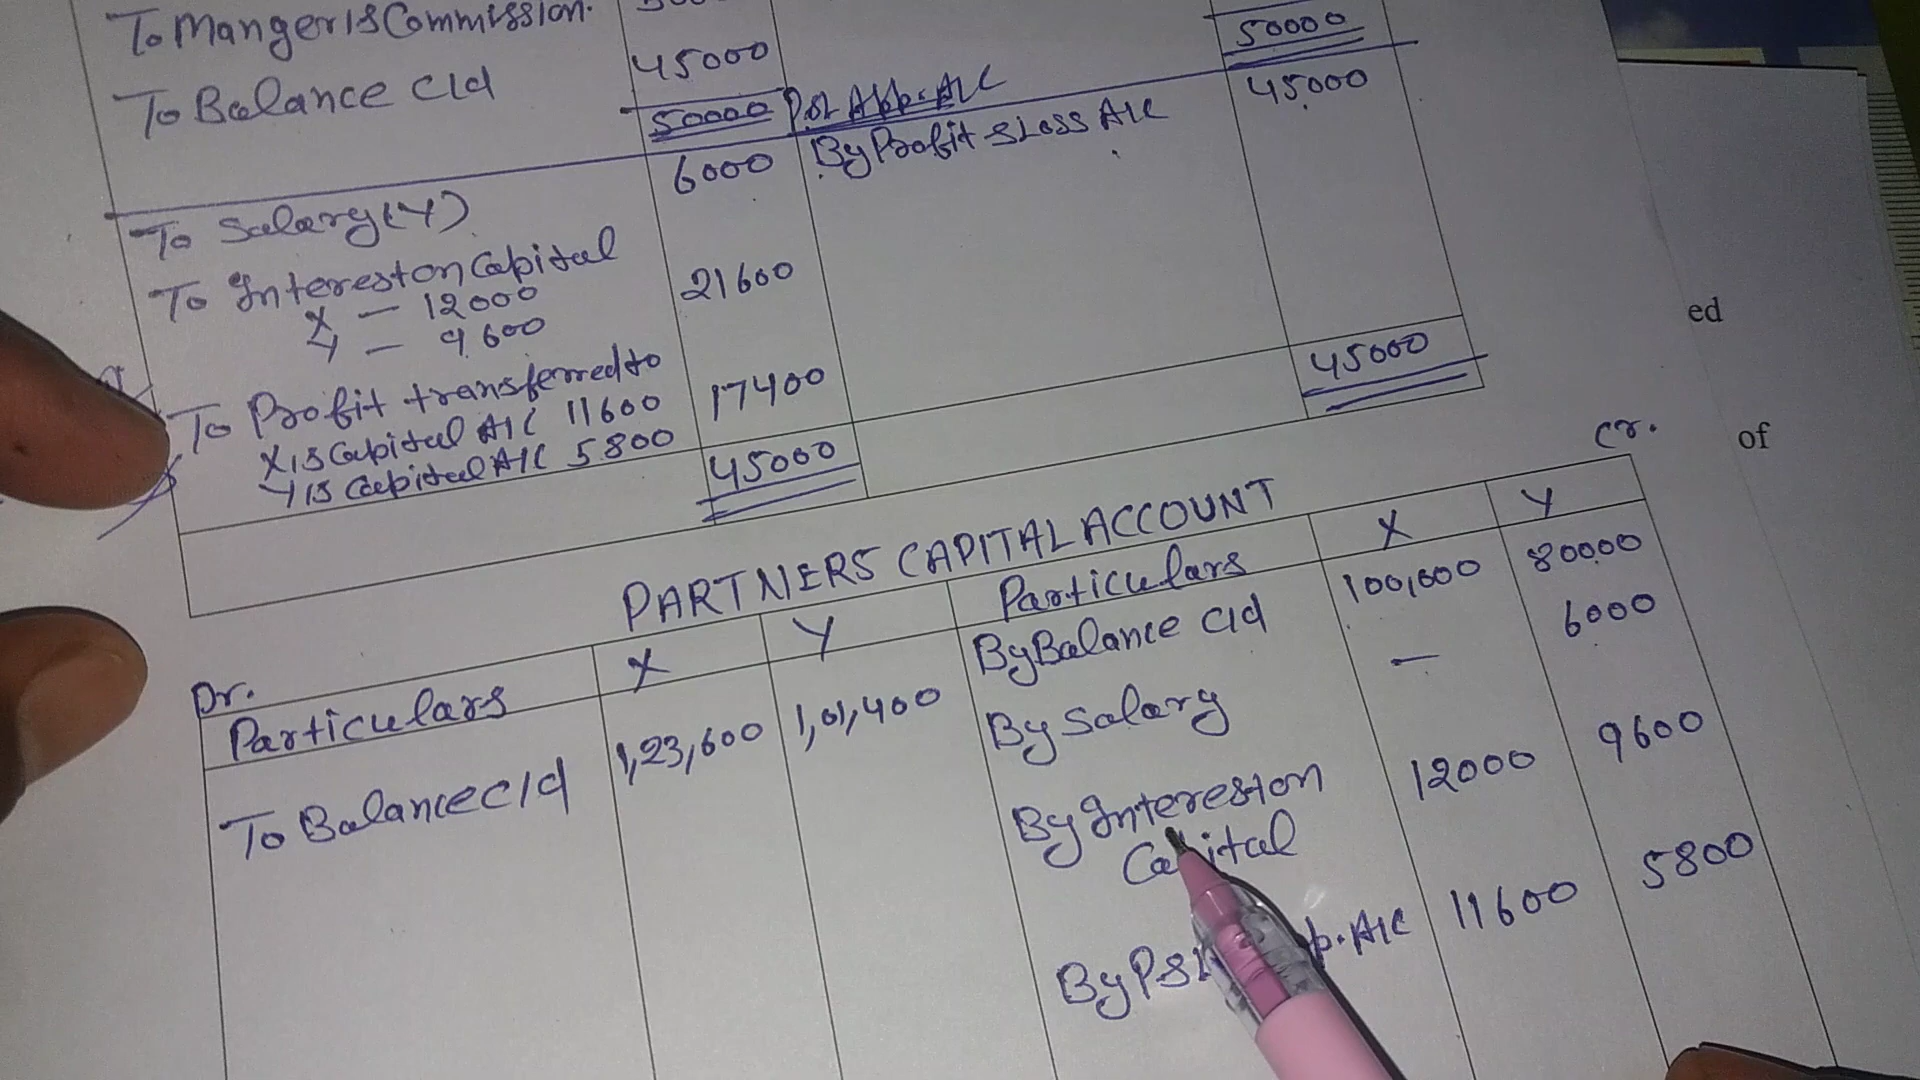 To Manger's Commission.
To Balance c/d 45000
50000 50000
P&L App. A/C
To Salary (Y) 6000 By Profit & Loss A/C 45000
To Interest on Capital 21600
X — 12000
Y — 9600
To Profit transferred to 17400
X's Capital A/C 11600
Y's Capital A/C 5800
45000 45000
ed
of
PARTNERS CAPITAL ACCOUNT
Dr. Cr.
Particulars X Y Particulars X Y
To Balance c/d 1,23,600 1,01,400 By Balance c/d 100,000 80000
By Salary — 6000
By Interest on 12000 9600
Capital
11600 5800